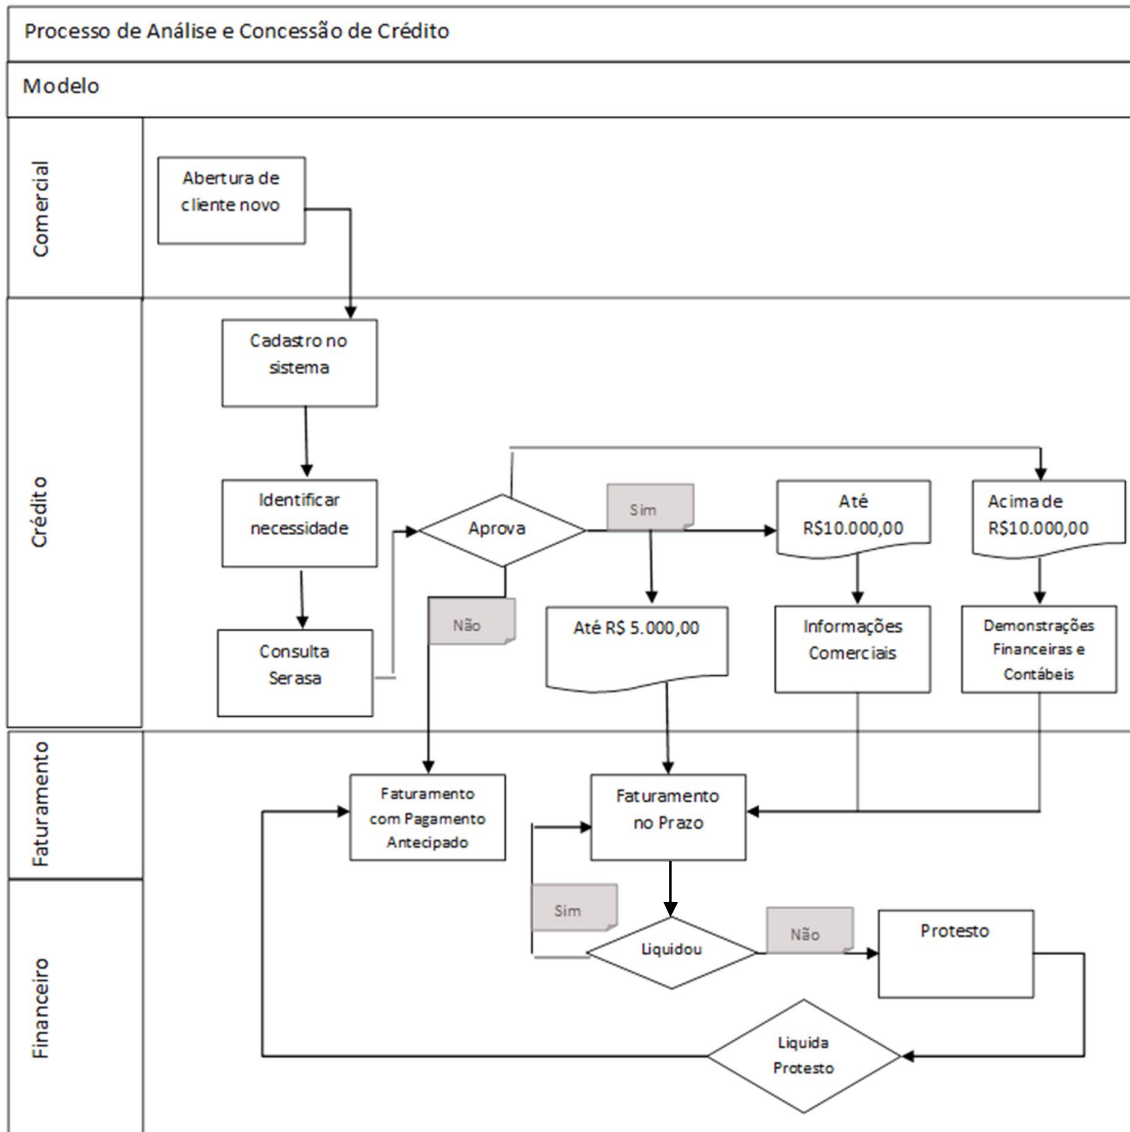 Processo de Análise e Concessão de Crédito
Modelo
Comercial
Abertura de
cliente novo
Crédito
Cadastro no
sistema
Identificar
necessidade
Consulta
Serasa
Aprova
Sim
Não
Até
R$10.000,00
Acima de
R$10.000,00
Até R$ 5.000,00
Informações
Comerciais
Demonstrações
Financeiras e
Contábeis
Faturamento
Faturamento
com Pagamento
Antecipado
Faturamento
no Prazo
Financeiro
Sim
Liquidou
Não
Protesto
Liquida
Protesto